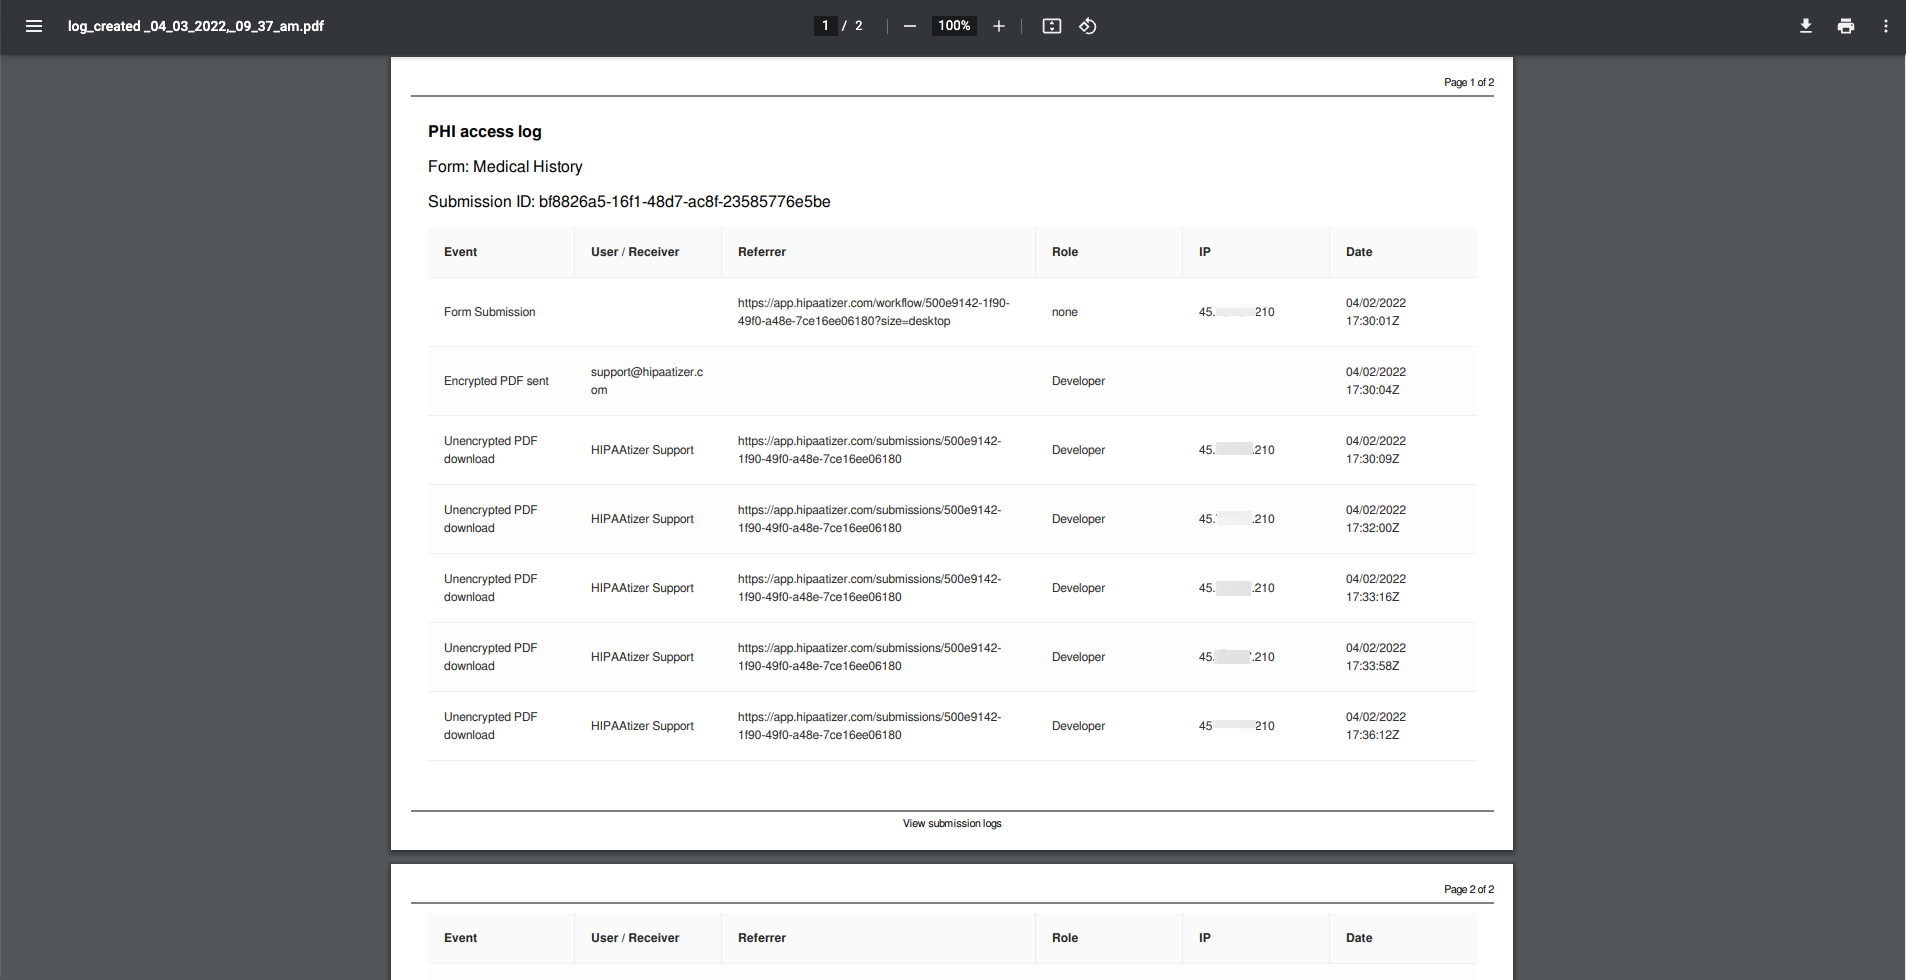 log_created _04_03_2022,_09_37_am.pdf
1 / 2
100%
Page 1 of 2
PHI access log
Form: Medical History
Submission ID: bf8826a5-16f1-48d7-ac8f-23585776e5be
Event User / Receiver Referrer Role IP Date
Form Submission https://app.hipaatizer.com/workflow/500e9142-1f90-
49f0-a48e-7ce16ee06180?size=desktop none 45. 210 04/02/2022
17:30:01Z
Encrypted PDF sent support@hipaatizer.c
om Developer 04/02/2022
17:30:04Z
Unencrypted PDF
download HIPAAtizer Support https://app.hipaatizer.com/submissions/500e9142-
1f90-49f0-a48e-7ce16ee06180 Developer 45. .210 04/02/2022
17:30:09Z
Unencrypted PDF
download HIPAAtizer Support https://app.hipaatizer.com/submissions/500e9142-
1f90-49f0-a48e-7ce16ee06180 Developer 45. .210 04/02/2022
17:32:00Z
Unencrypted PDF
download HIPAAtizer Support https://app.hipaatizer.com/submissions/500e9142-
1f90-49f0-a48e-7ce16ee06180 Developer 45. .210 04/02/2022
17:33:16Z
Unencrypted PDF
download HIPAAtizer Support https://app.hipaatizer.com/submissions/500e9142-
1f90-49f0-a48e-7ce16ee06180 Developer 45. .210 04/02/2022
17:33:58Z
Unencrypted PDF
download HIPAAtizer Support https://app.hipaatizer.com/submissions/500e9142-
1f90-49f0-a48e-7ce16ee06180 Developer 45 210 04/02/2022
17:36:12Z
View submission logs
Page 2 of 2
Event User / Receiver Referrer Role IP Date